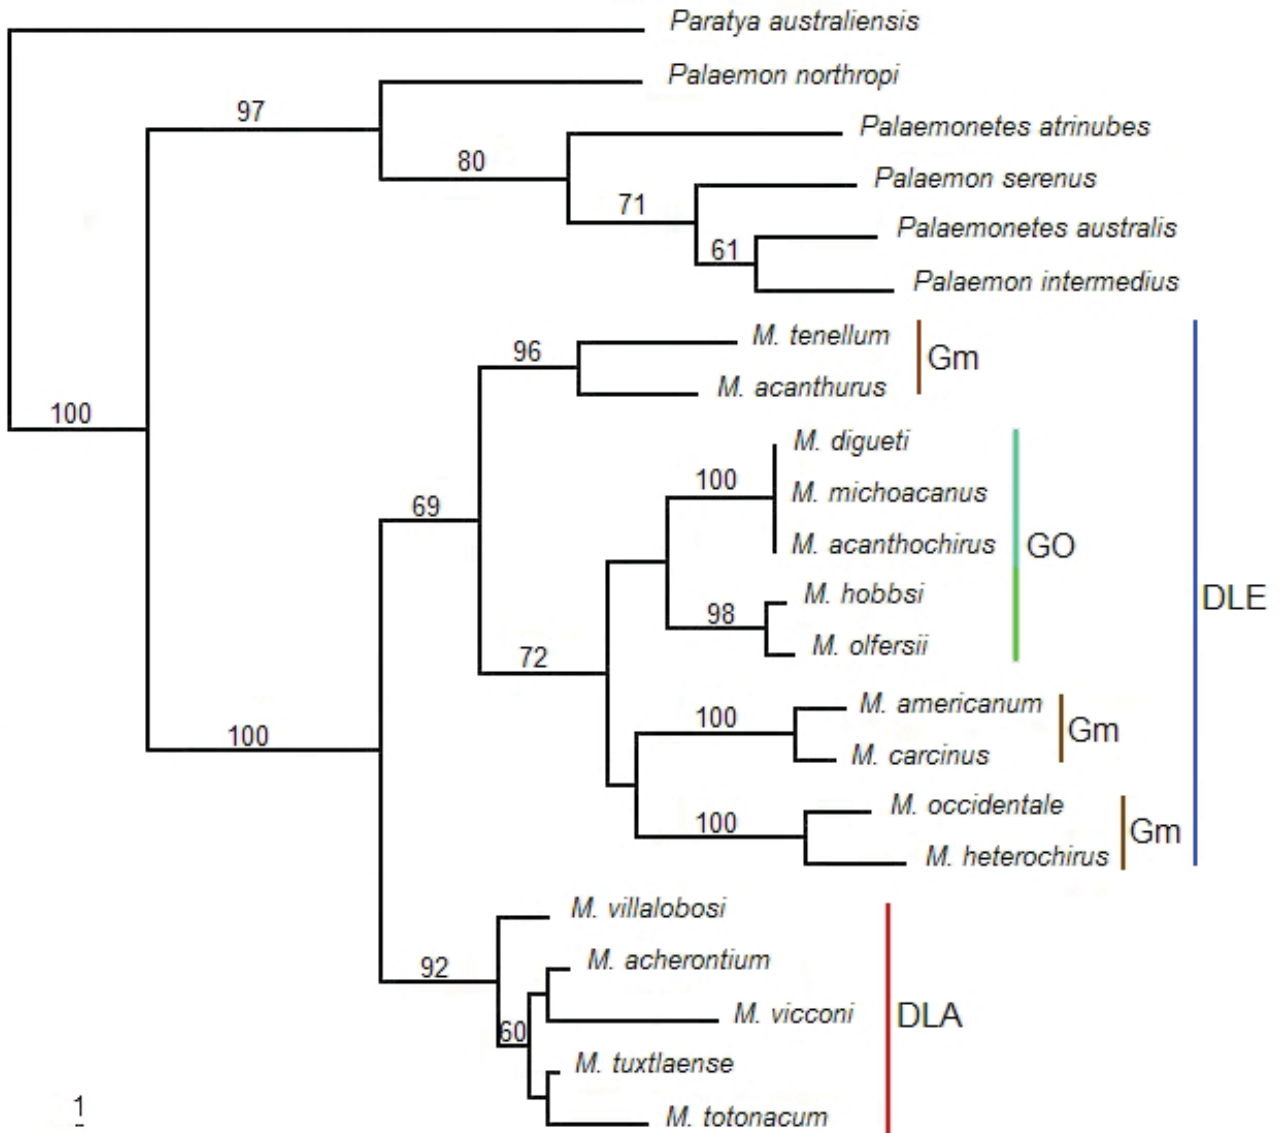 Paratya australiensis
Palaemon northropi
97
Palaemonetes atrinubes
80
Palaemon serenus
71
Palaemonetes australis
61
Palaemon intermedius
M. tenellum
96
Gm
M. acanthurus
100
M. digueti
100
M. michoacanus
69
M. acanthochirus
GO
M. hobbsi
DLE
98
M. olfersii
72
M. americanum
100
Gm
100
M. carcinus
M. occidentale
100
Gm
M. heterochirus
M. villalobosi
92
M. acherontium
M. vicconi
DLA
60
M. tuxtlaense
1
M. totonacum